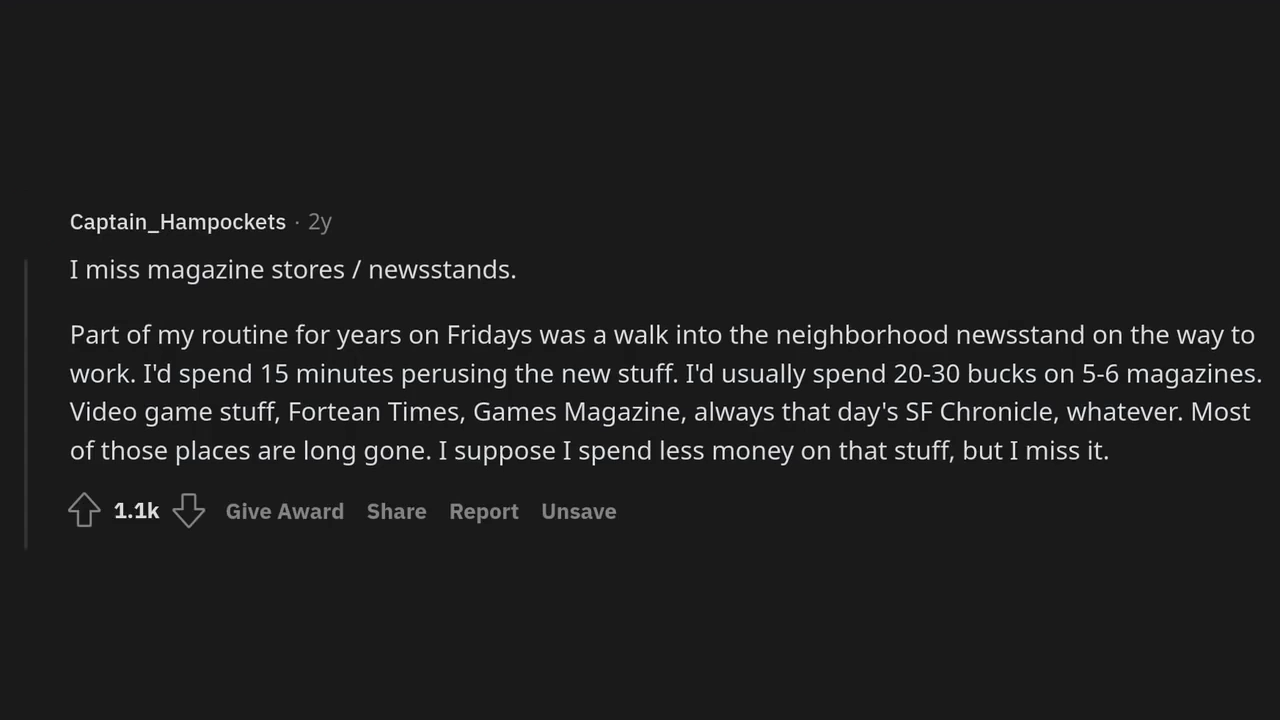 Captain_Hampockets · 2y
I miss magazine stores / newsstands.
Part of my routine for years on Fridays was a walk into the neighborhood newsstand on the way to
work. I'd spend 15 minutes perusing the new stuff. I'd usually spend 20-30 bucks on 5-6 magazines.
Video game stuff, Fortean Times, Games Magazine, always that day's SF Chronicle, whatever. Most
of those places are long gone. I suppose I spend less money on that stuff, but I miss it.
1.1k Give Award Share Report Unsave